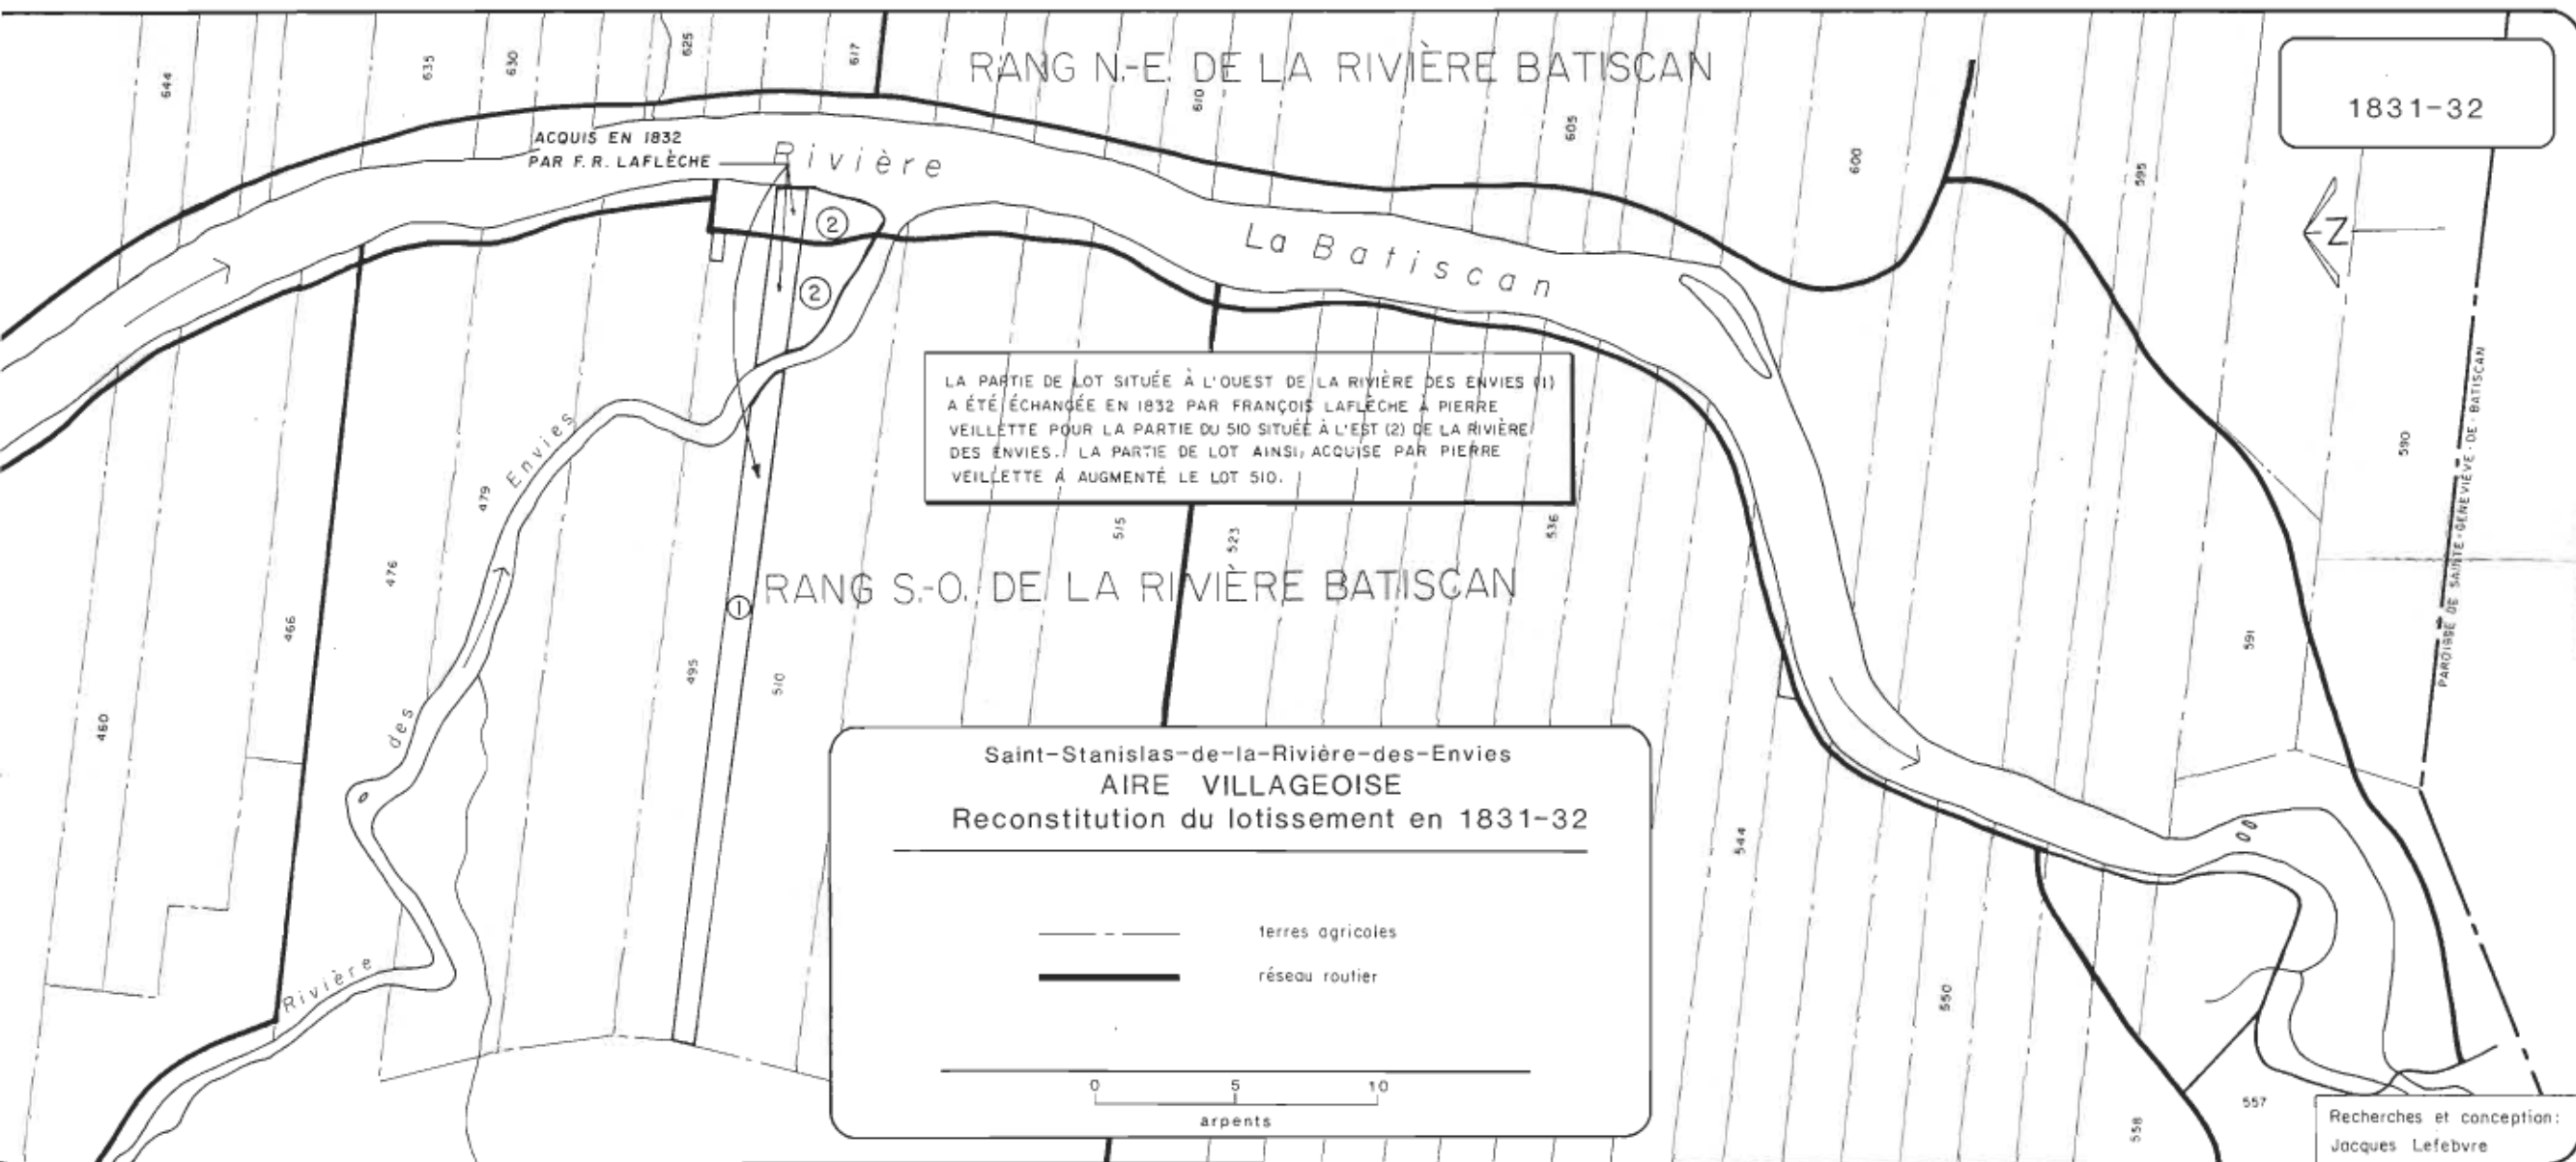 RANG N.-E. DE LA RIVIÈRE BATISCAN
1831-32
644
635
630
625
617
610
605
600
595
590
591
ACQUIS EN 1832
PAR F. R. LAFLÈCHE
Rivière
La Batiscan
2
2
Z
PAROISSE DE SAINTE-GENEVIÈVE-DE-BATISCAN
LA PARTIE DE LOT SITUÉE À L'OUEST DE LA RIVIÈRE DES ENVIES (1)
A ÉTÉ ÉCHANGÉE EN 1832 PAR FRANÇOIS LAFLÈCHE À PIERRE
VEILLETTE POUR LA PARTIE DU 510 SITUÉE À L'EST (2) DE LA RIVIÈRE
DES ENVIES. LA PARTIE DE LOT AINSI ACQUISE PAR PIERRE
VEILLETTE A AUGMENTÉ LE LOT 510.
Rivière des Envies
460
466
476
479
495
1
510
515
523
536
544
550
558
557
RANG S.-O. DE LA RIVIÈRE BATISCAN
Saint-Stanislas-de-la-Rivière-des-Envies
AIRE VILLAGEOISE
Reconstitution du lotissement en 1831-32
terres agricoles
réseau routier
0 5 10
arpents
Recherches et conception:
Jacques Lefebvre